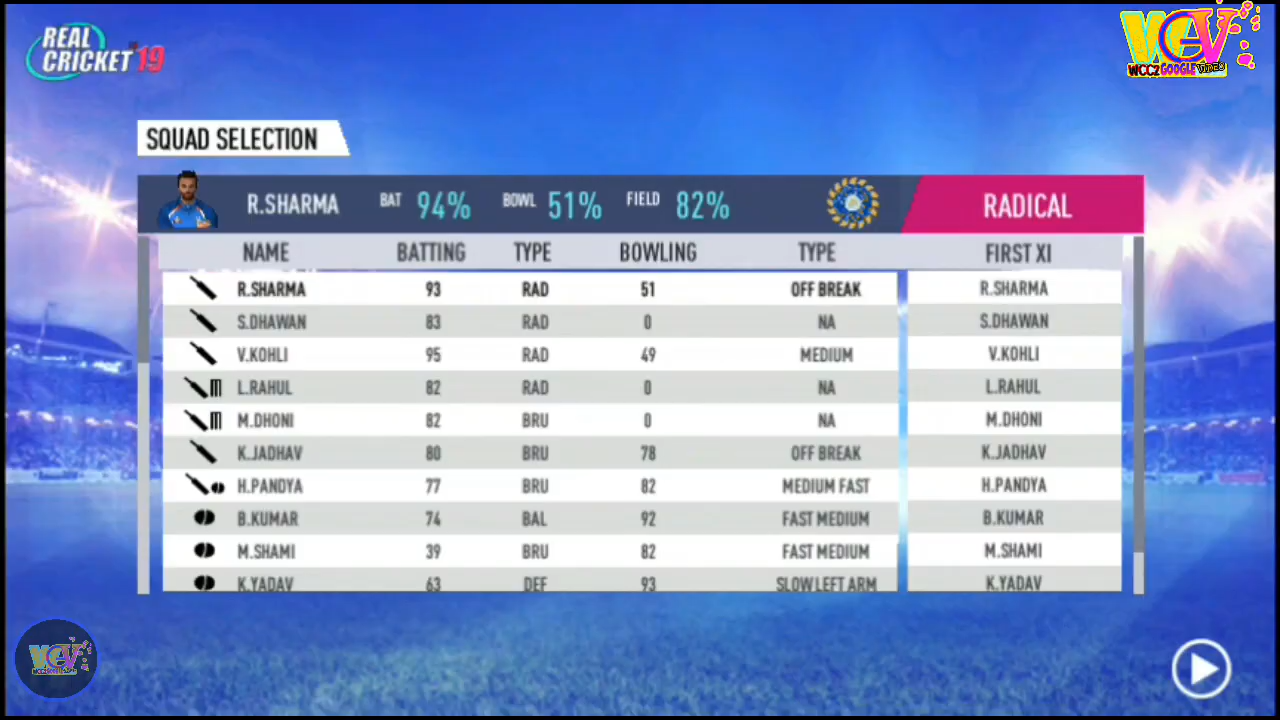 REAL
CRICKET 19
WCV
WCC2 GOOGLE VIDEOS
SQUAD SELECTION
R.SHARMA BAT 94% BOWL 51% FIELD 82% RADICAL
NAME BATTING TYPE BOWLING TYPE FIRST XI
R.SHARMA 93 RAD 51 OFF BREAK R.SHARMA
S.DHAWAN 83 RAD 0 NA S.DHAWAN
V.KOHLI 95 RAD 49 MEDIUM V.KOHLI
L.RAHUL 82 RAD 0 NA L.RAHUL
M.DHONI 82 BRU 0 NA M.DHONI
K.JADHAV 80 BRU 78 OFF BREAK K.JADHAV
H.PANDYA 77 BRU 82 MEDIUM FAST H.PANDYA
B.KUMAR 74 BAL 92 FAST MEDIUM B.KUMAR
M.SHAMI 39 BRU 82 FAST MEDIUM M.SHAMI
K.YADAV 63 DEF 93 SLOW LEFT ARM K.YADAV